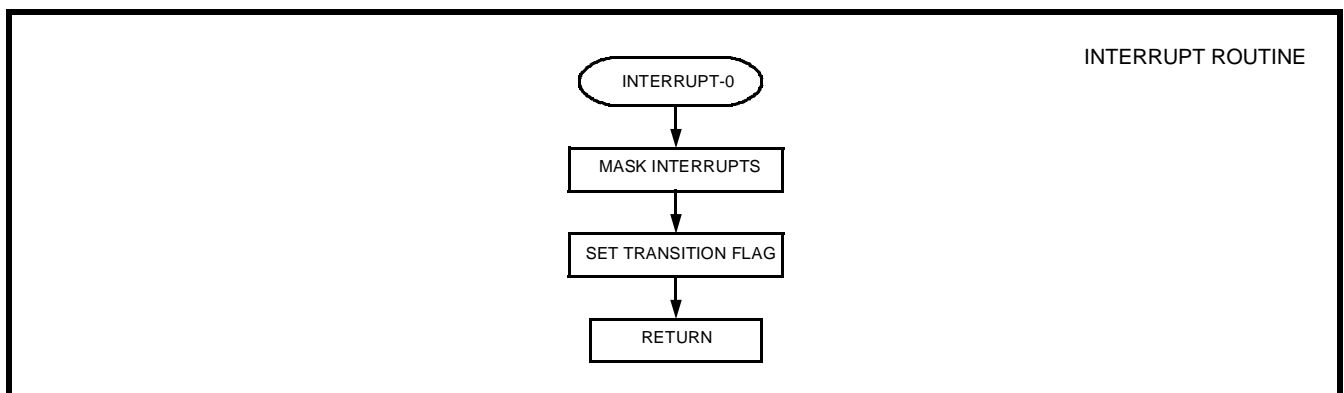 INTERRUPT ROUTINE
INTERRUPT-0
MASK INTERRUPTS
SET TRANSITION FLAG
RETURN